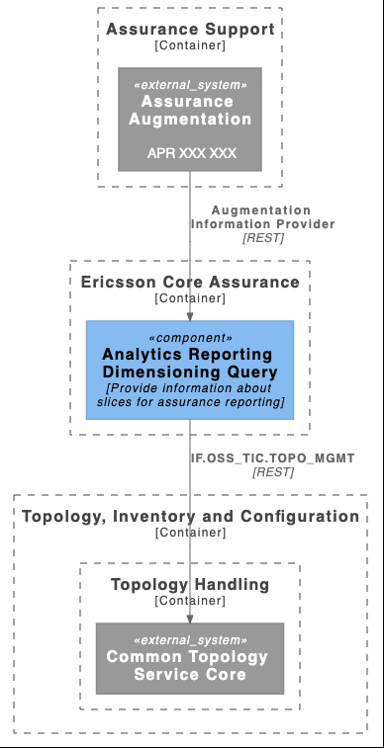 Assurance Support
[Container]
«external_system»
Assurance
Augmentation
APR XXX XXX
Augmentation
Information Provider
[REST]
Ericsson Core Assurance
[Container]
«component»
Analytics Reporting
Dimensioning Query
[Provide information about
slices for assurance reporting]
IF.OSS_TIC.TOPO_MGMT
[REST]
Topology, Inventory and Configuration
[Container]
Topology Handling
[Container]
«external_system»
Common Topology
Service Core